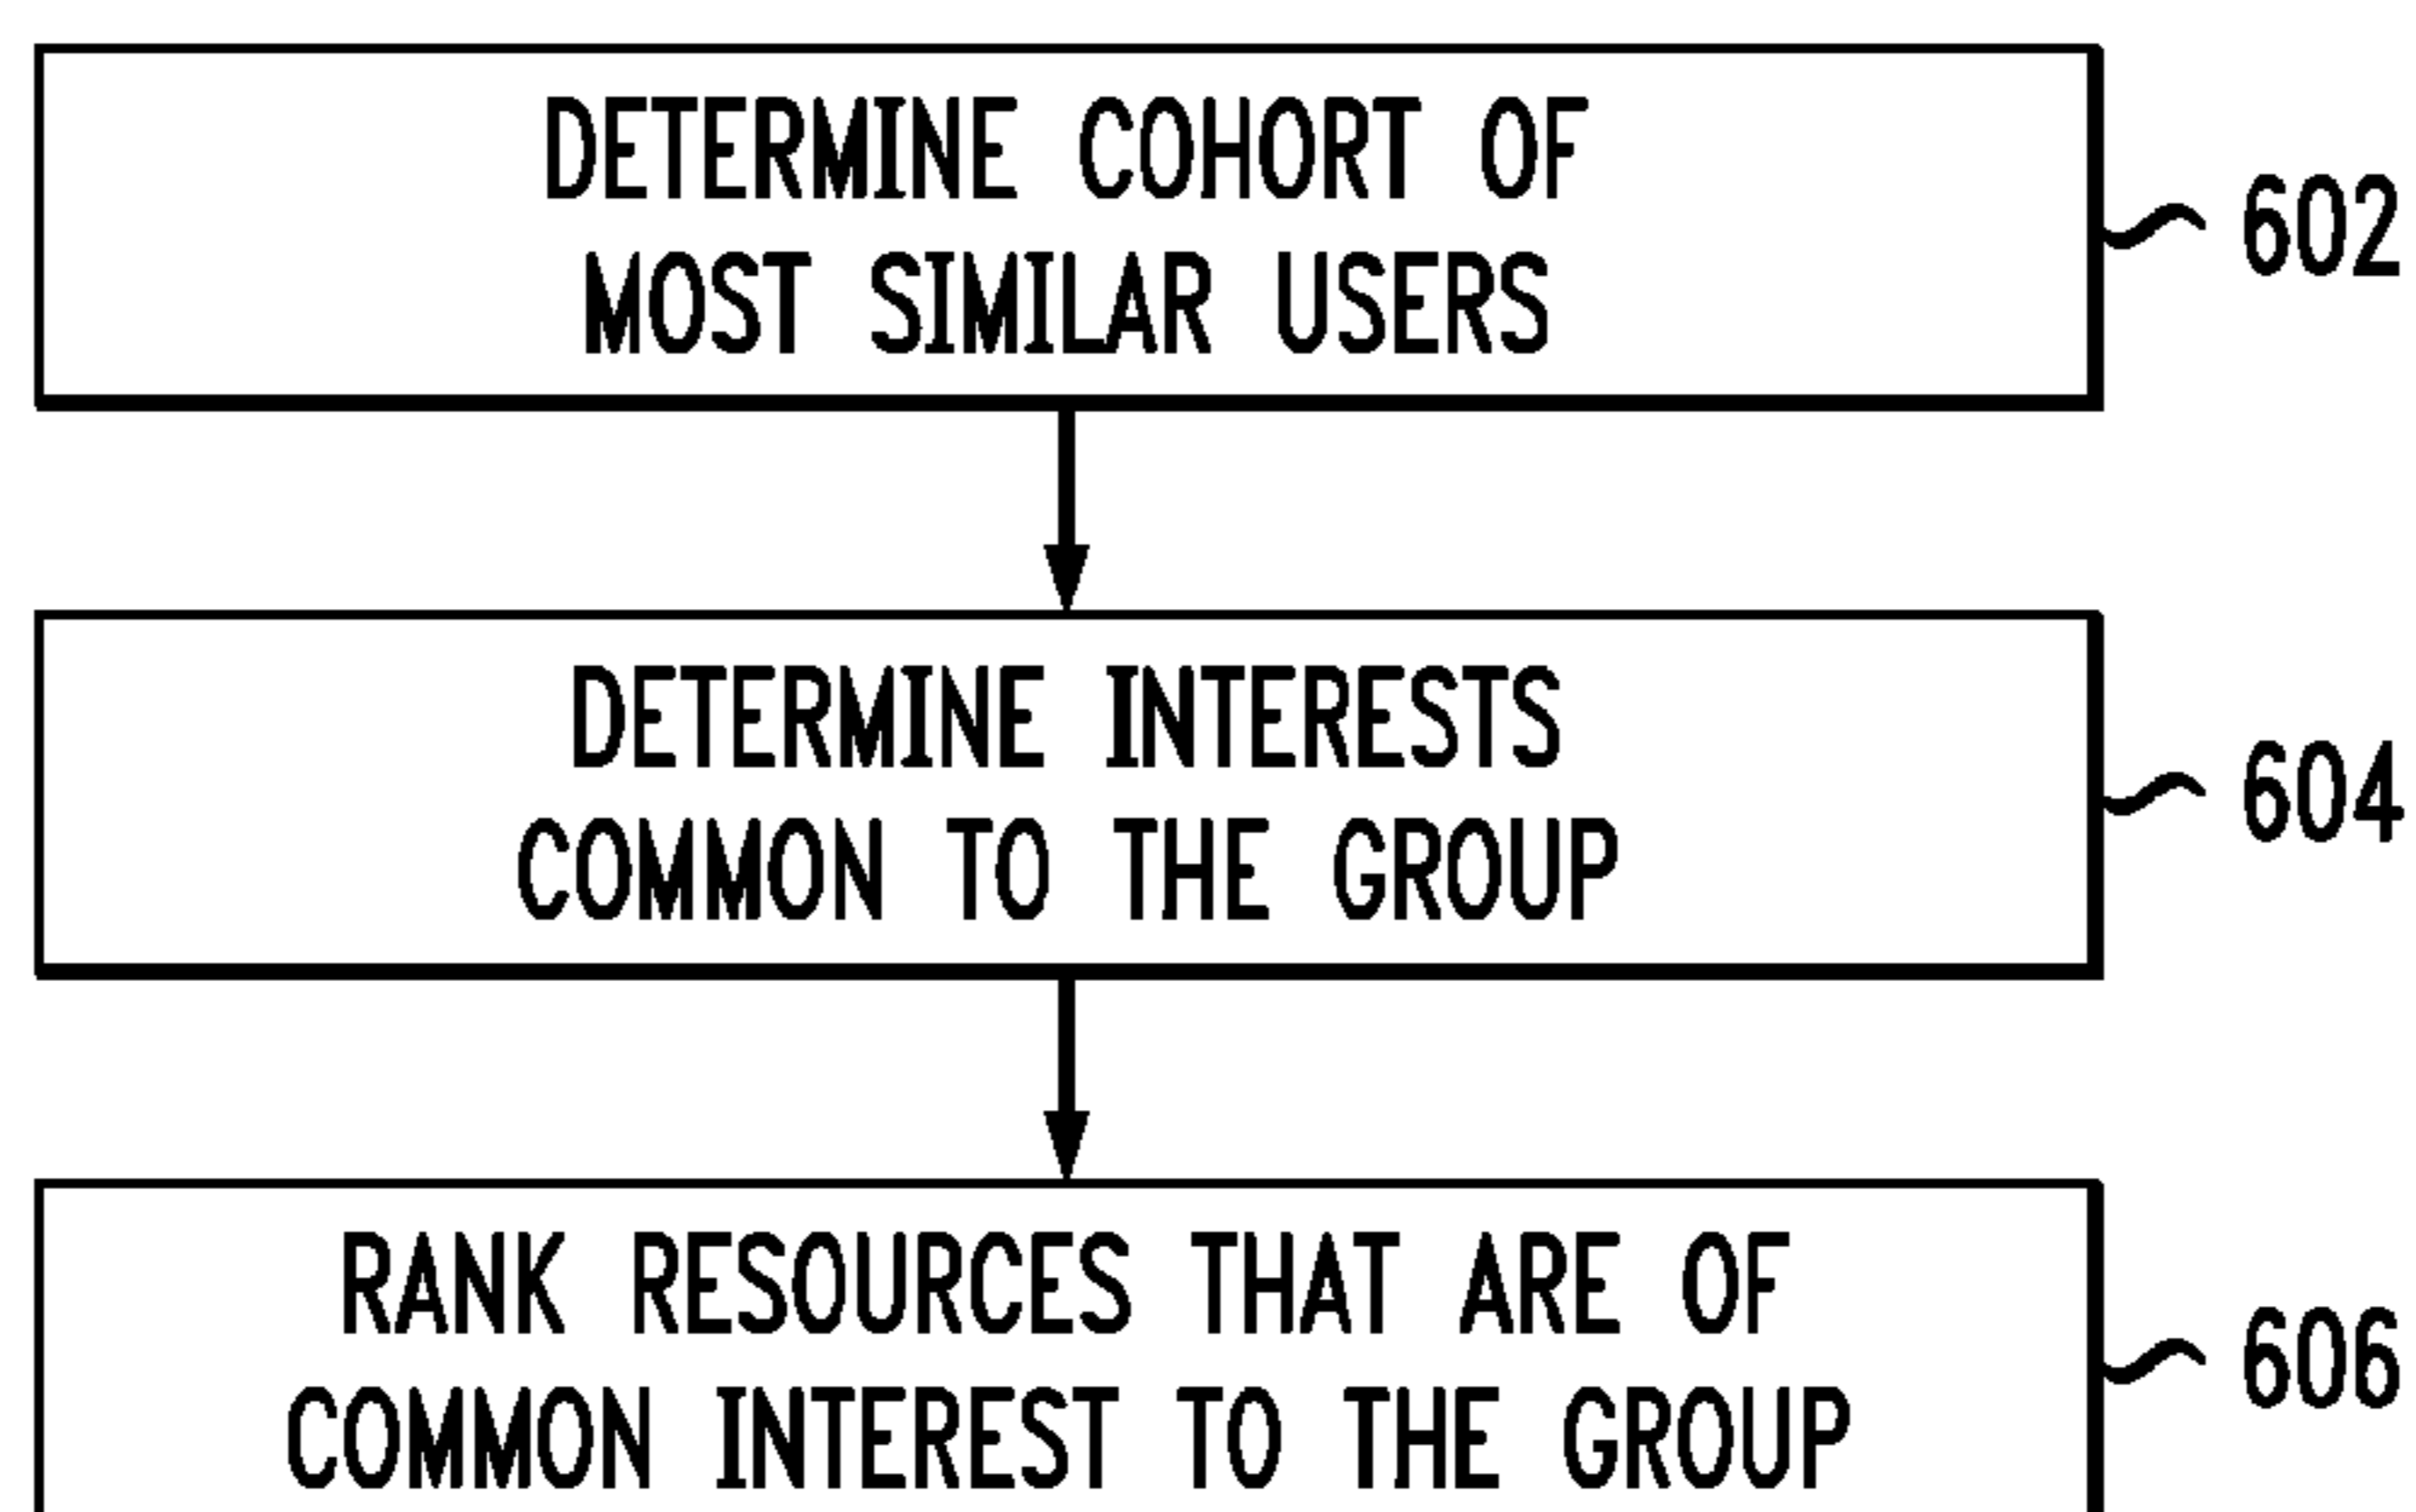 DETERMINE COHORT OF
MOST SIMILAR USERS
602
DETERMINE INTERESTS
COMMON TO THE GROUP
604
RANK RESOURCES THAT ARE OF
COMMON INTEREST TO THE GROUP
606